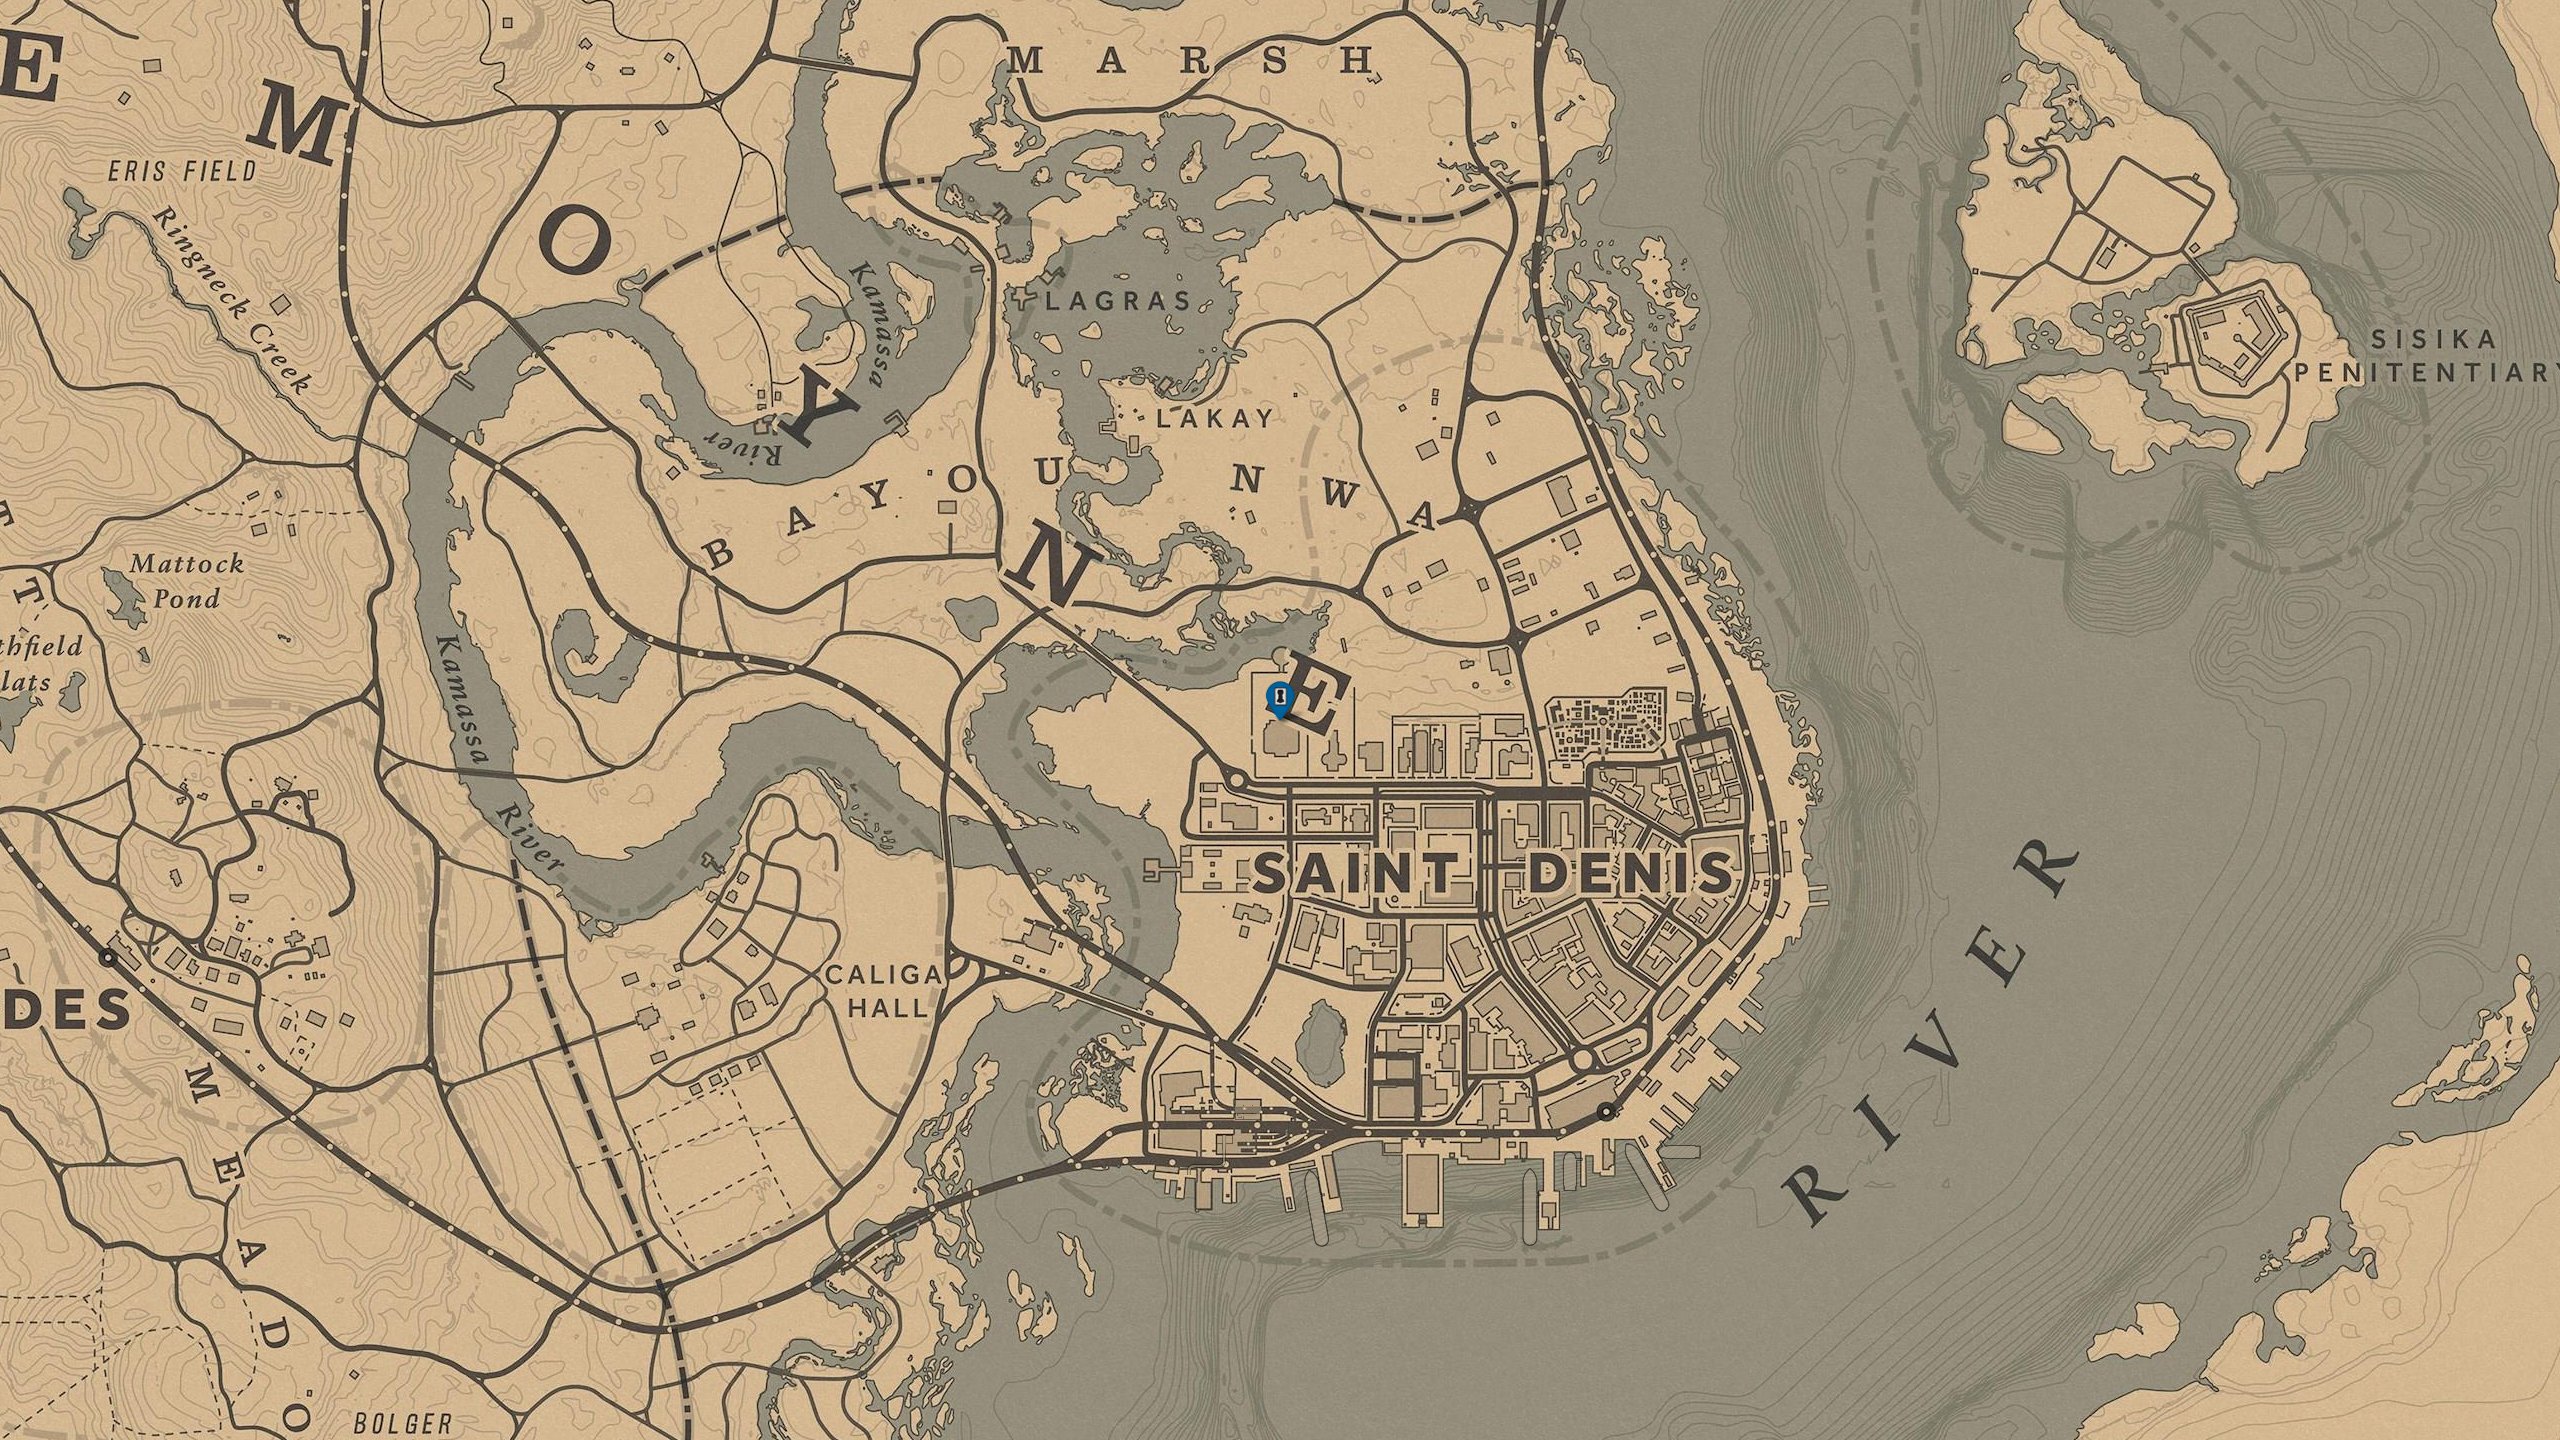 E
M
O
Y
N
E
MARSH
ERIS FIELD
Ringneck Creek
Kamassa
River
LAGRAS
SISIKA
PENITENTIARY
LAKAY
BAYOU NWA
Mattock
Pond
thfield
lats
T
T
Kamassa
River
SAINT DENIS
CALIGA
HALL
DES
MEADO
RIVER
BOLGER